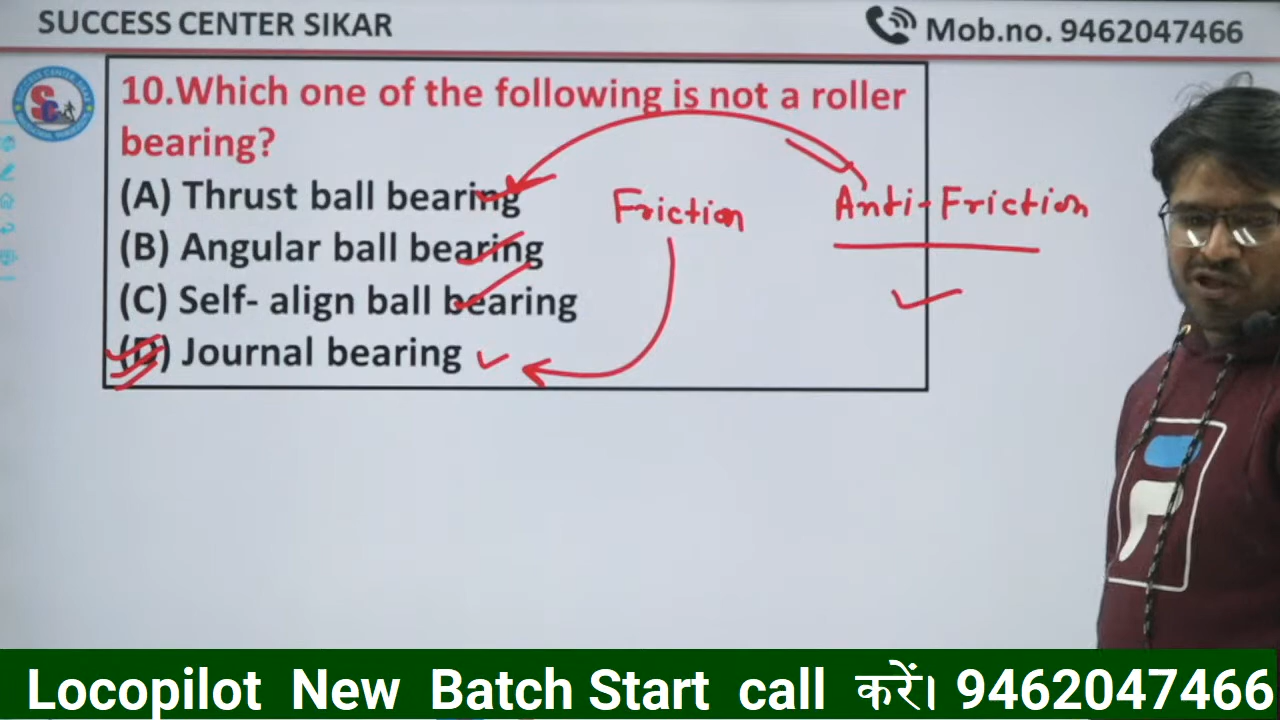 SUCCESS CENTER SIKAR
Mob.no. 9462047466
10.Which one of the following is not a roller
bearing?
(A) Thrust ball bearing
(B) Angular ball bearing
(C) Self- align ball bearing
(D) Journal bearing
Friction
Anti-Friction
Locopilot New Batch Start call करें। 9462047466